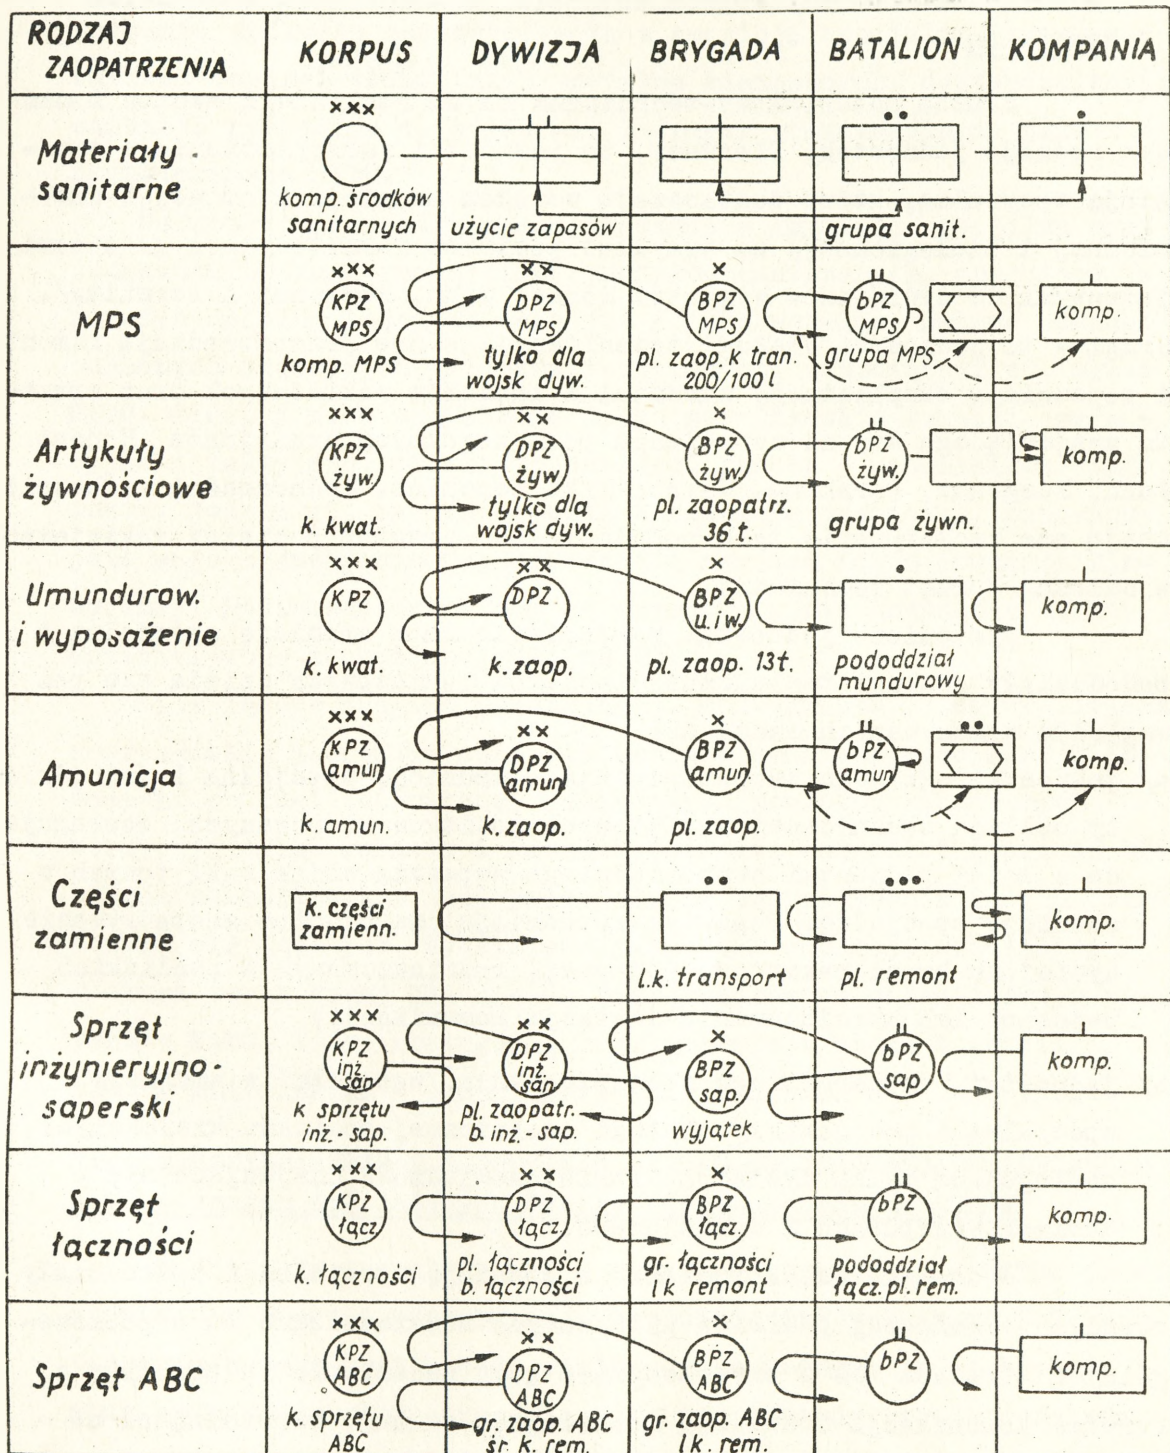 RODZAJ
ZAOPATRZENIA
KORPUS
DYWIZJA
BRYGADA
BATALION
KOMPANIA
Materiały
sanitarne
komp. środków
sanitarnych
użycie zapasów
grupa sanit.
MPS
KPZ
MPS
komp. MPS
DPZ
MPS
tylko dla
wojsk dyw.
BPZ
MPS
pl. zaop. k tran.
200/100 l
bPZ
MPS
grupa MPS
komp.
Artykuły
żywnościowe
KPZ
żyw.
k. kwat.
DPZ
żyw
tylko dla
wojsk dyw.
BPZ
żyw.
pl. zaopatrz.
36 t.
bPZ
żyw.
grupa żywn.
komp.
Umundurow.
i wyposażenie
KPZ
k. kwat.
DPZ
k. zaop.
BPZ
u. i w.
pl. zaop. 13 t.
pododdział
mundurowy
komp.
Amunicja
KPZ
amun.
k. amun.
DPZ
amun.
k. zaop.
BPZ
amun.
pl. zaop.
bPZ
amun
komp.
Części
zamienne
k. części
zamienn.
l.k. transport
pl. remont
komp.
Sprzęt
inżynieryjno-
saperski
KPZ
inż.
sap
k sprzętu
inż.-sap.
DPZ
inż.
sap
pl. zaopatr.
b. inż.-sap.
BPZ
sap.
wyjątek
bPZ
sap
komp.
Sprzęt
łączności
KPZ
łącz.
k. łączności
DPZ
łącz.
pl. łączności
b. łączności
BPZ
łącz.
gr. łączności
l k remont
bPZ
pododdział
łącz. pl. rem.
komp.
Sprzęt ABC
KPZ
ABC
k. sprzętu
ABC
DPZ
ABC
gr. zaop. ABC
śr. k. rem.
BPZ
ABC
gr. zaop. ABC
l k. rem.
bPZ
komp.